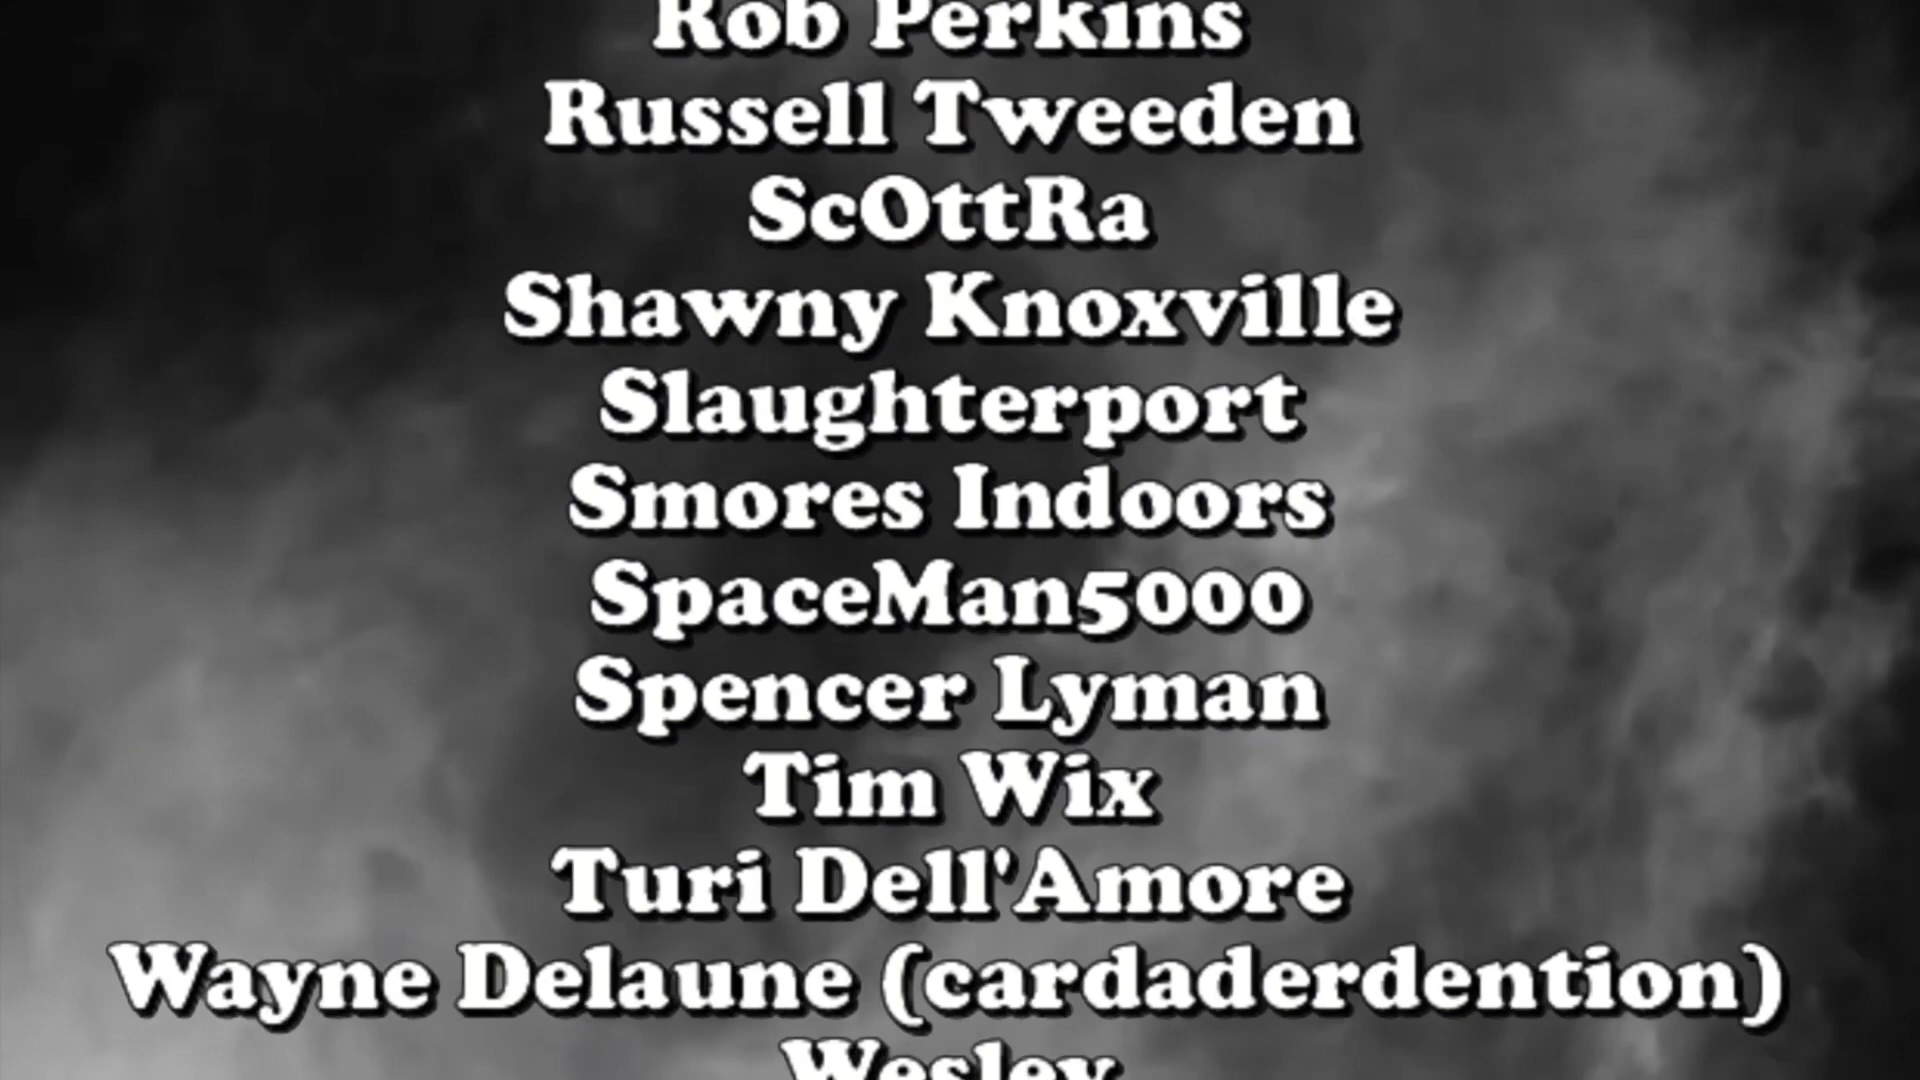 Rob Perkins
Russell Tweeden
ScOttRa
Shawny Knoxville
Slaughterport
Smores Indoors
SpaceMan5000
Spencer Lyman
Tim Wix
Turi Dell'Amore
Wayne Delaune (cardaderdention)
Wesley